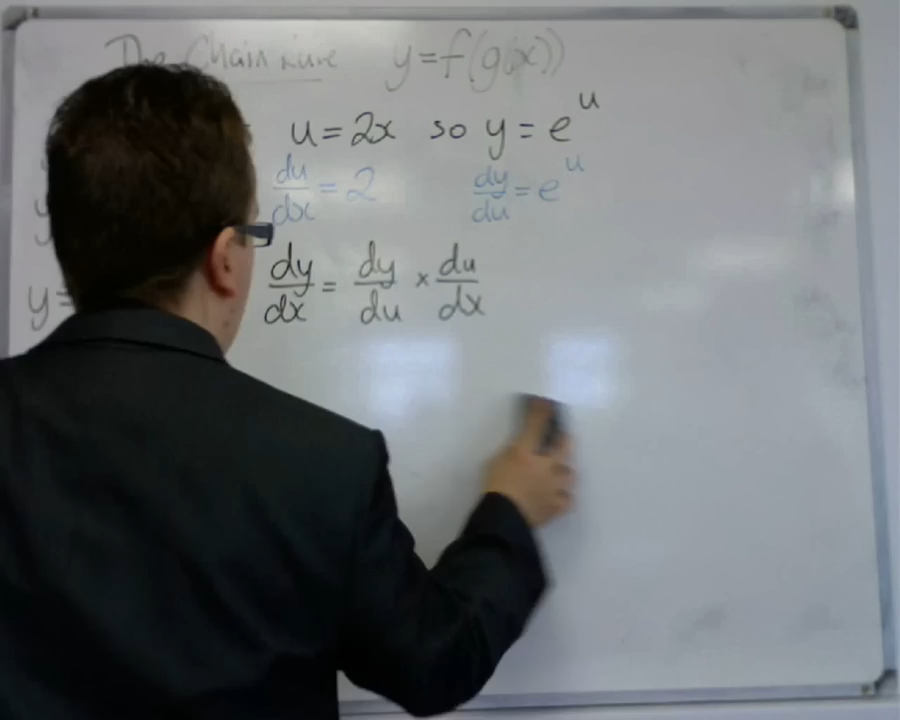 The Chain Rule y=f(g(x))
u=2x so y=e^u
du/dx=2 dy/du=e^u
y= dy/dx = dy/du × du/dx